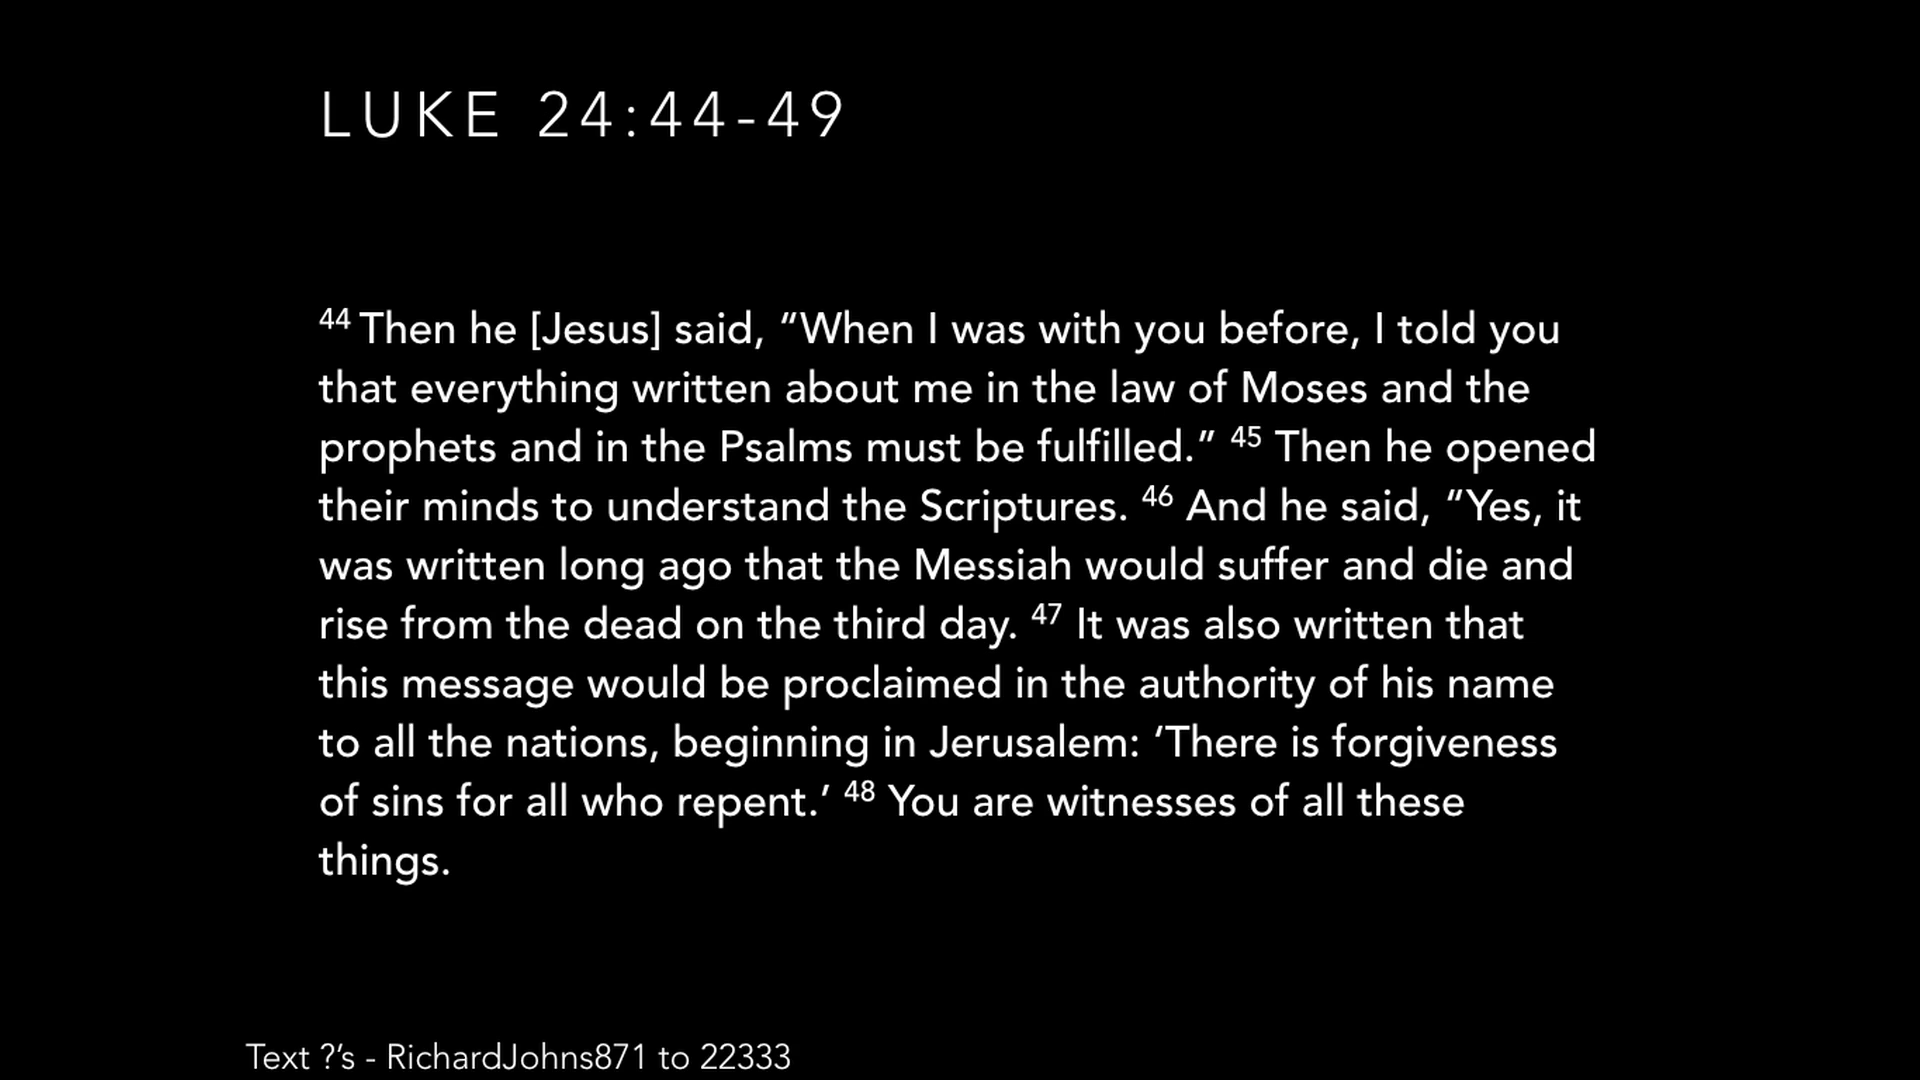 LUKE 24:44-49
44 Then he [Jesus] said, “When I was with you before, I told you
that everything written about me in the law of Moses and the
prophets and in the Psalms must be fulfilled.” 45 Then he opened
their minds to understand the Scriptures. 46 And he said, “Yes, it
was written long ago that the Messiah would suffer and die and
rise from the dead on the third day. 47 It was also written that
this message would be proclaimed in the authority of his name
to all the nations, beginning in Jerusalem: ‘There is forgiveness
of sins for all who repent.’ 48 You are witnesses of all these
things.
Text ?’s - RichardJohns871 to 22333